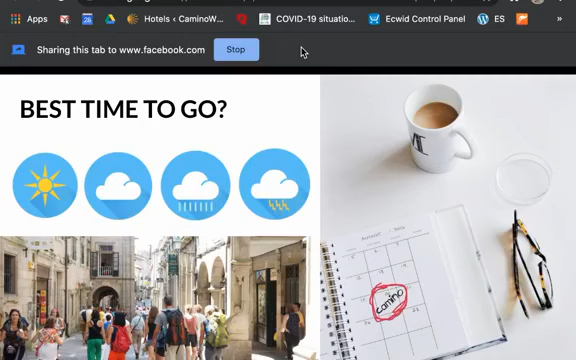 Apps
Hotels ‹ CaminoW...
COVID-19 situatio...
Ecwid Control Panel
ES
»
Sharing this tab to www.facebook.com
Stop
BEST TIME TO GO?
camino